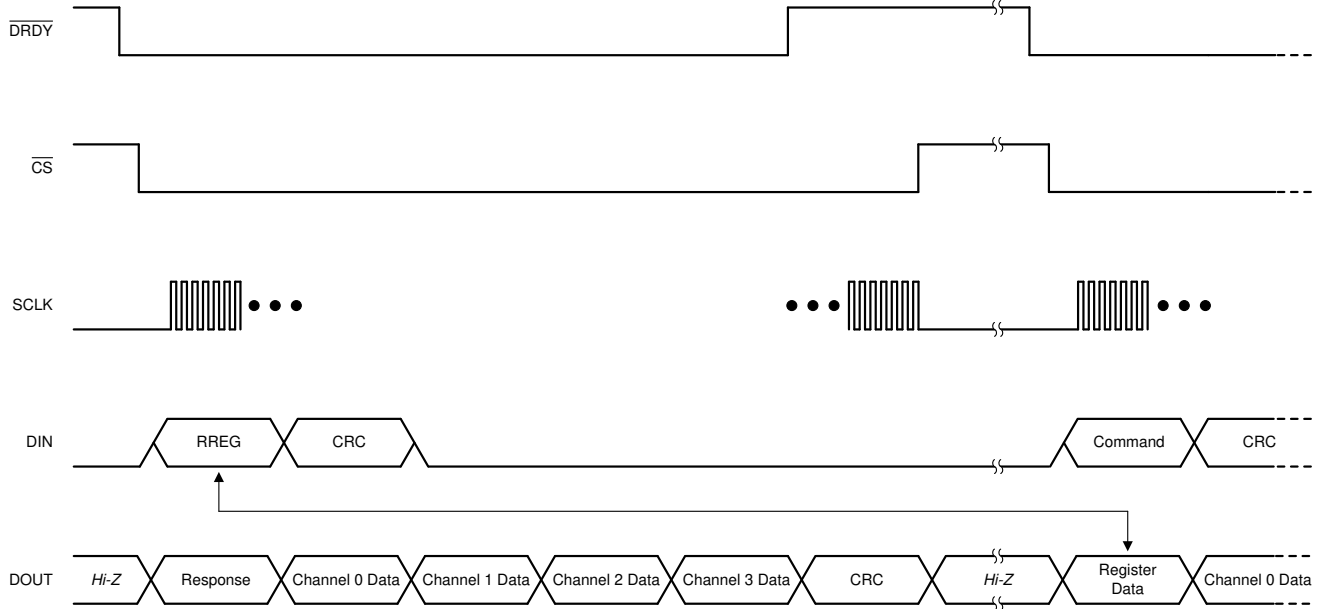 DRDY
CS
SCLK
DIN
RREG
CRC
Command
CRC
DOUT
Hi-Z
Response
Channel 0 Data
Channel 1 Data
Channel 2 Data
Channel 3 Data
CRC
Hi-Z
Register
Data
Channel 0 Data